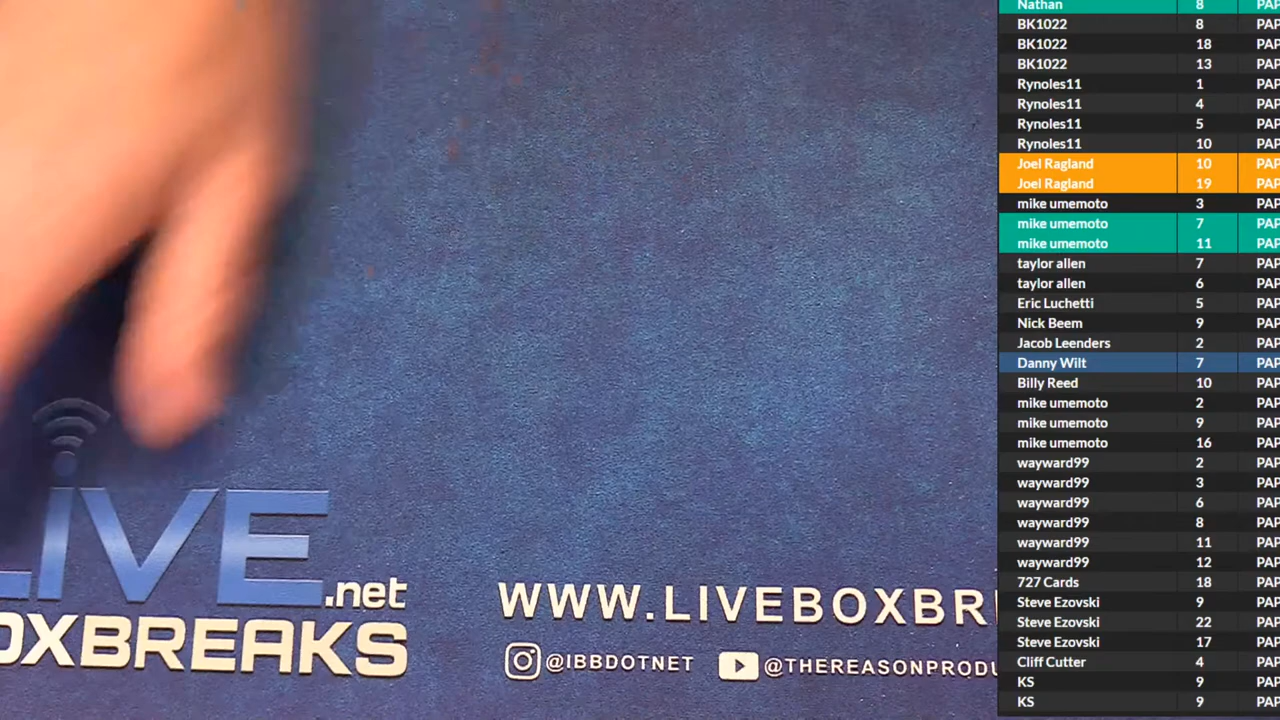 LIVE.net
OXBREAKS
WWW.LIVEBOXBR
@IBBDOTNET @THEREASONPRODU
Nathan 8
BK1022 8 PAP
BK1022 18 PAP
BK1022 13 PAP
Rynoles11 1 PAP
Rynoles11 4 PAP
Rynoles11 5 PAP
Rynoles11 10 PAP
Joel Ragland 10 PAP
Joel Ragland 19 PAP
mike umemoto 3 PAP
mike umemoto 7 PAP
mike umemoto 11 PAP
taylor allen 7 PAP
taylor allen 6 PAP
Eric Luchetti 5 PAP
Nick Beem 9 PAP
Jacob Leenders 2 PAP
Danny Wilt 7 PAP
Billy Reed 10 PAP
mike umemoto 2 PAP
mike umemoto 9 PAP
mike umemoto 16 PAP
wayward99 2 PAP
wayward99 3 PAP
wayward99 6 PAP
wayward99 8 PAP
wayward99 11 PAP
wayward99 12 PAP
727 Cards 18 PAP
Steve Ezovski 9 PAP
Steve Ezovski 22 PAP
Steve Ezovski 17 PAP
Cliff Cutter 4 PAP
KS 9 PAP
KS 9 PAP